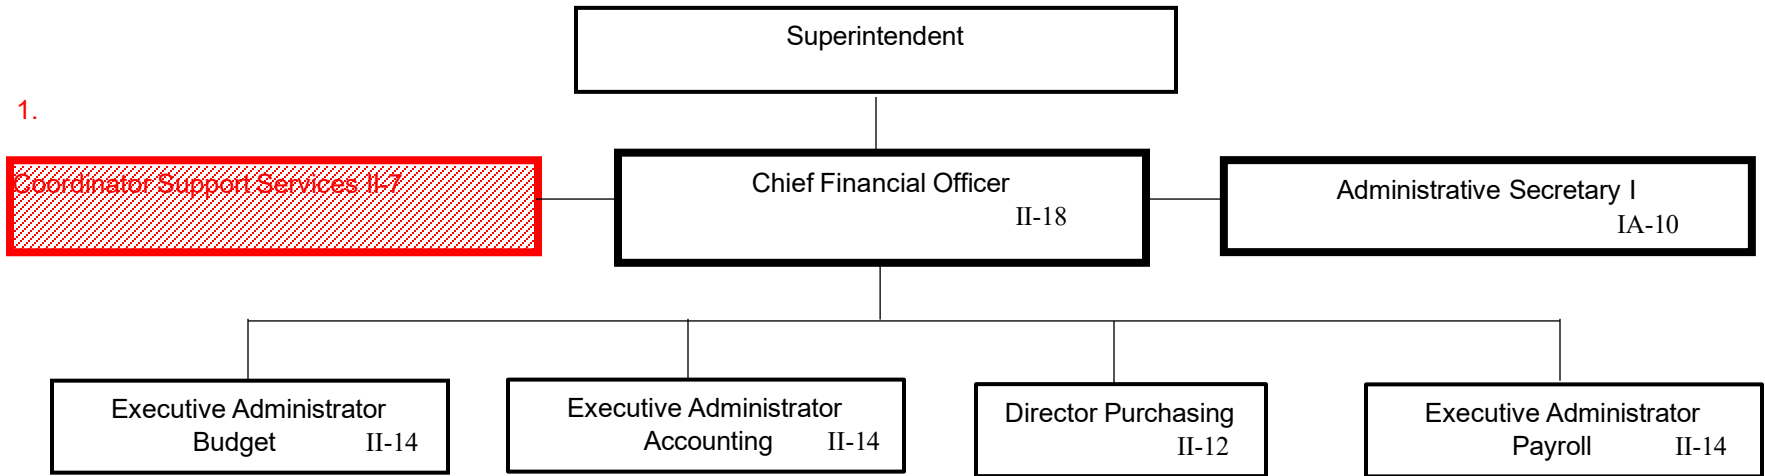 Superintendent
1.
Coordinator Support Services II-7
Chief Financial Officer
II-18
Administrative Secretary I
IA-10
Executive Administrator
Budget II-14
Executive Administrator
Accounting II-14
Director Purchasing
II-12
Executive Administrator
Payroll II-14